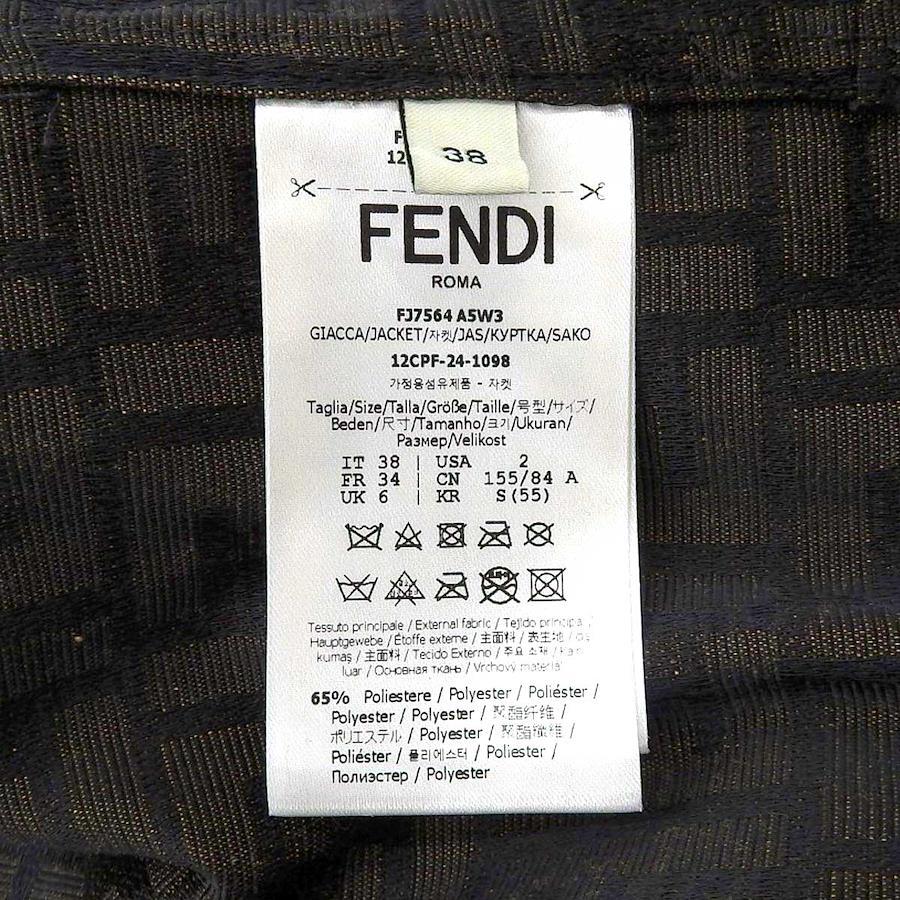 38
12
FENDI
ROMA
FJ7564 A5W3
GIACCA/JACKET/자켓/JAS/КУРТКА/SAKO
12CPF-24-1098
가정용섬유제품 - 자켓
Taglia/Size/Talla/Größe/Taille/号型/サイズ/
Beden/尺寸/Tamanho/크기/Ukuran/
Размер/Velikost
IT 38 | USA 2
FR 34 | CN 155/84 A
UK 6 | KR S(55)
Tessuto principale / External fabric / Tejido principal /
Hauptgewebe / Étoffe externe / 主面料 / 表生地 / dış
kumaş / 主面料 / Tecido Externo / 주요 소재 / Kain
luar / Основная ткань / Vrchový materiál
65% Poliestere / Polyester / Poliéster /
Polyester / Polyester / 聚酯纤维 /
ポリエステル / Polyester / 聚酯纖維 /
Poliéster / 폴리에스터 / Poliester /
Полиэстер / Polyester